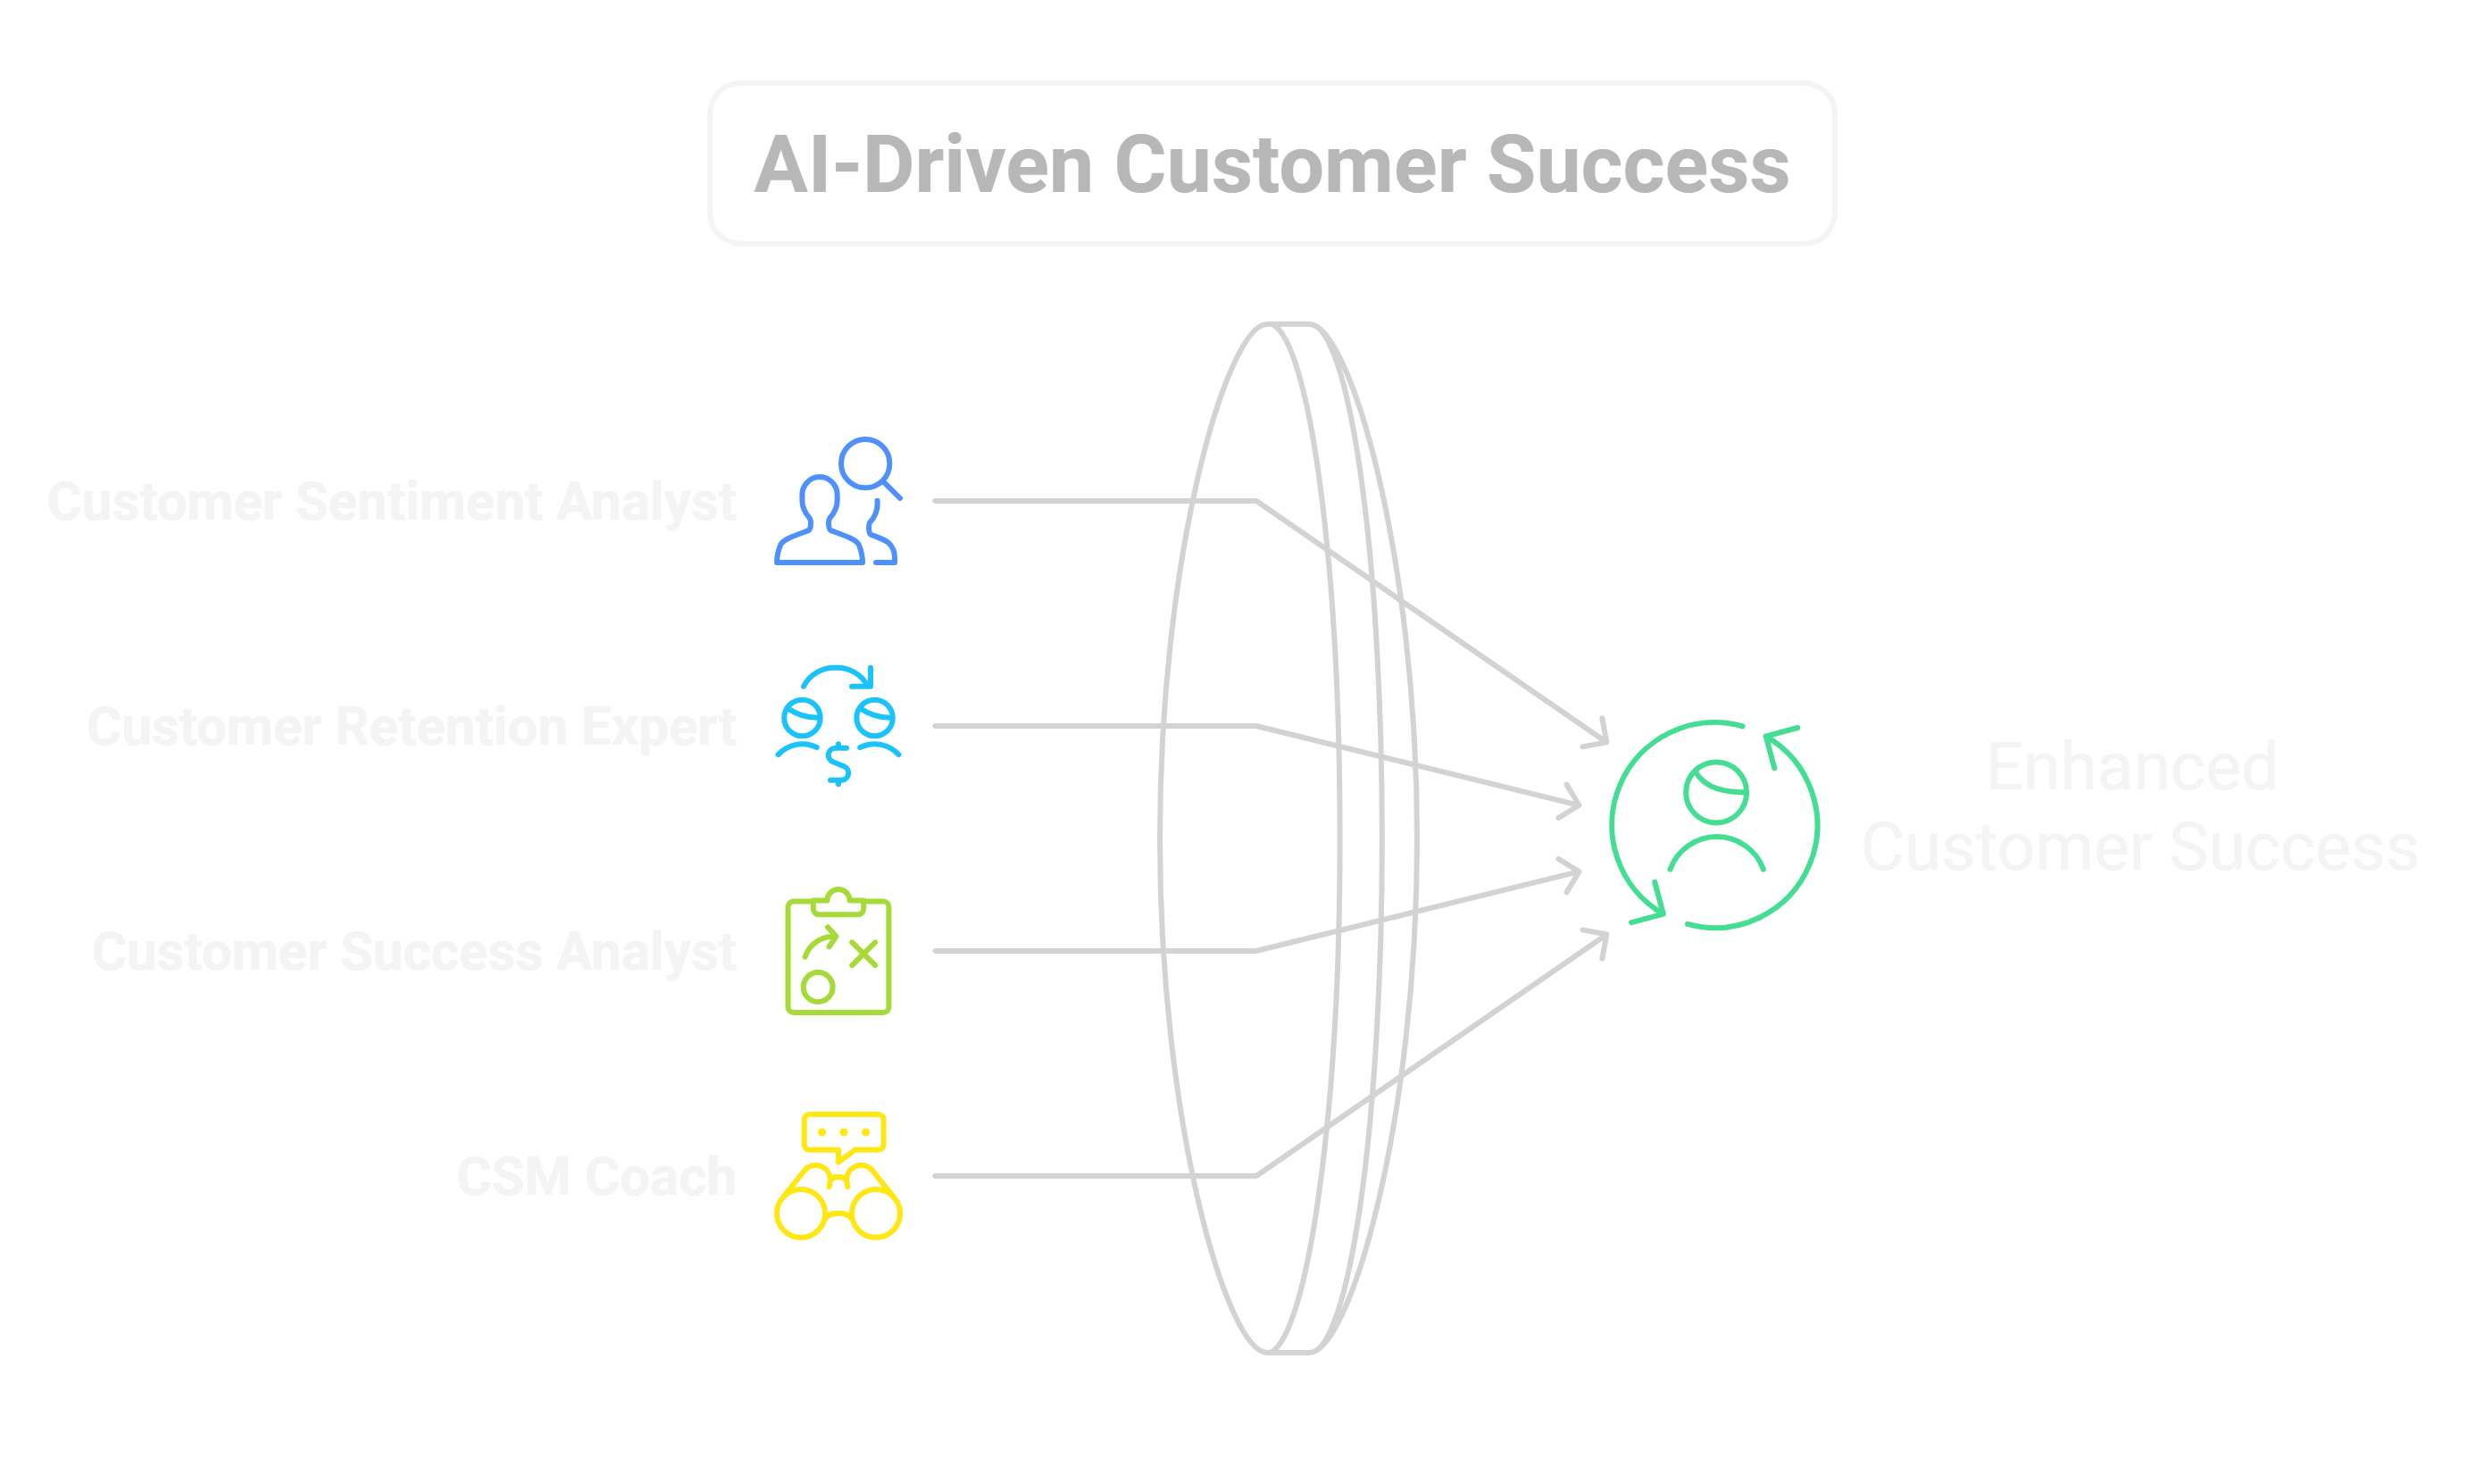 AI-Driven Customer Success
Customer Sentiment Analyst
Customer Retention Expert
Customer Success Analyst
CSM Coach
Enhanced
Customer Success